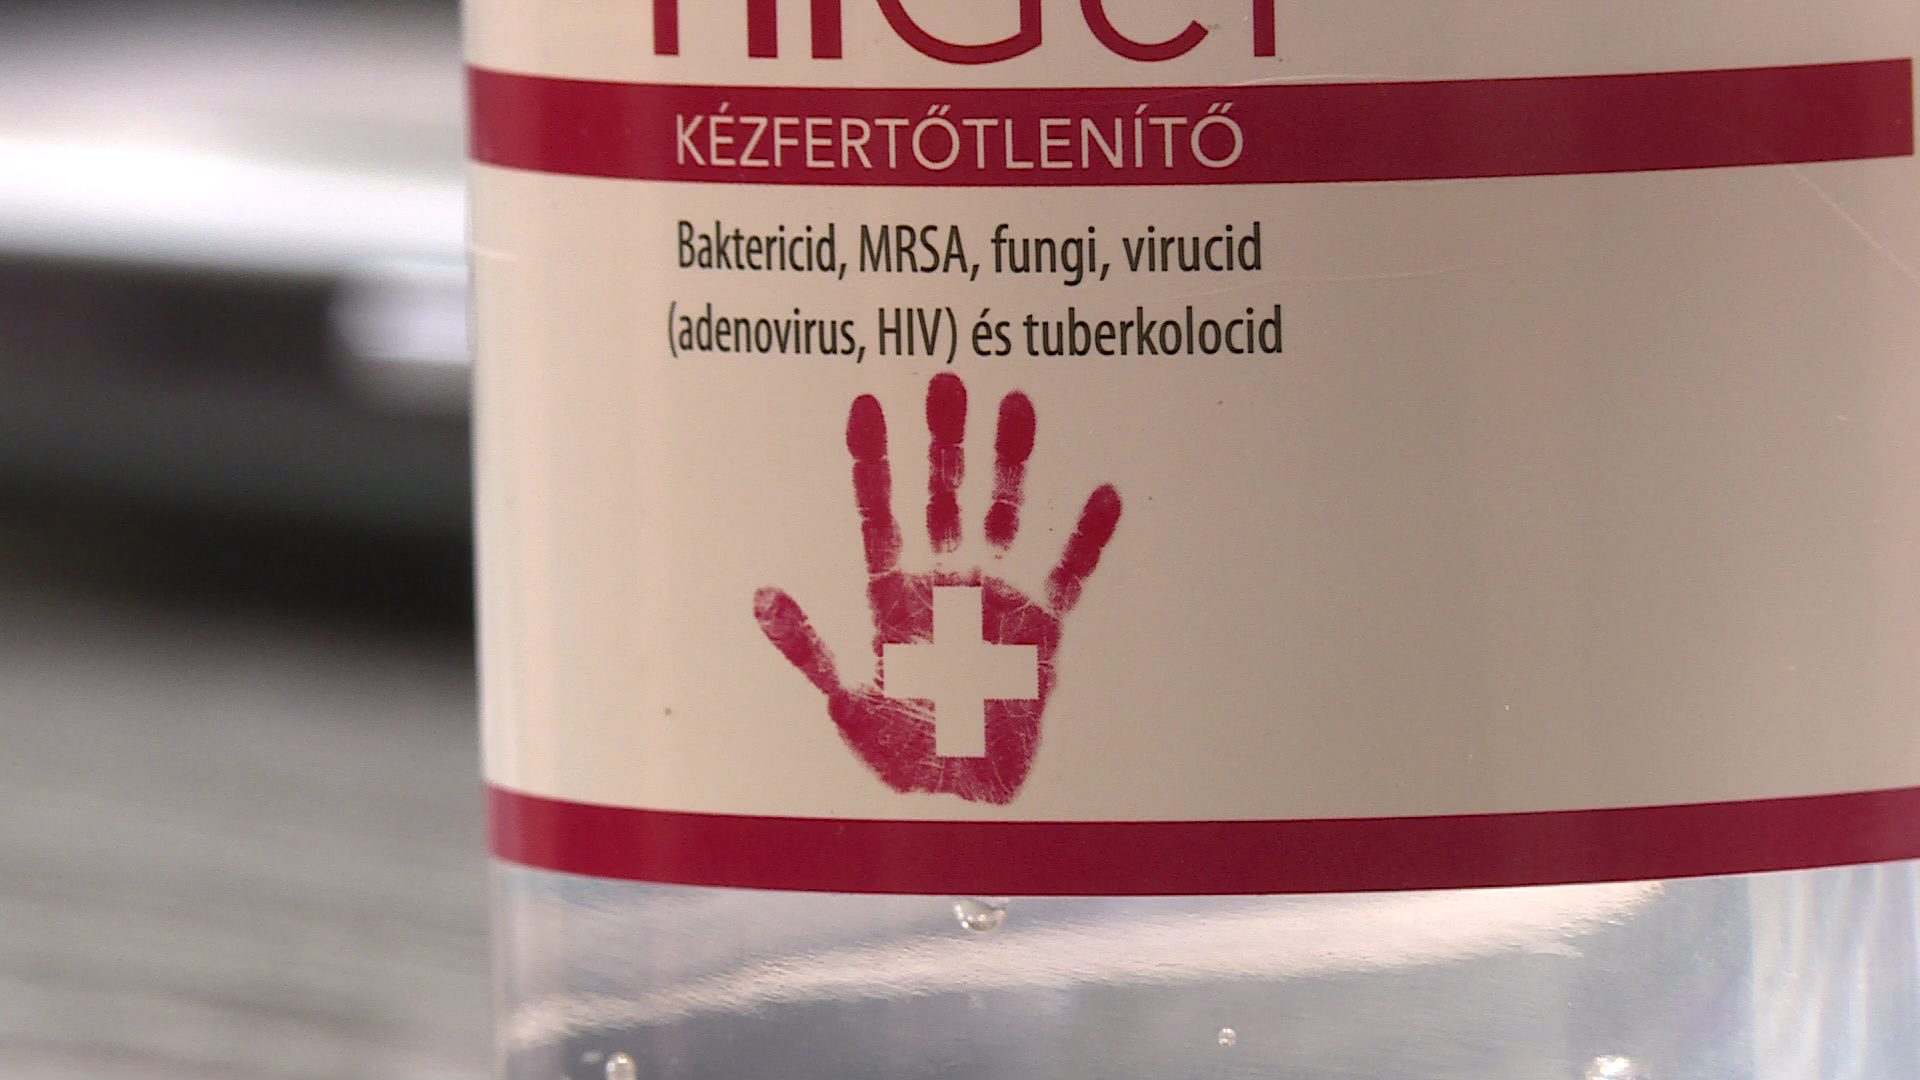 KÉZFERTŐTLENÍTŐ
Baktericid, MRSA, fungi, virucid
(adenovirus, HIV) és tuberkolocid